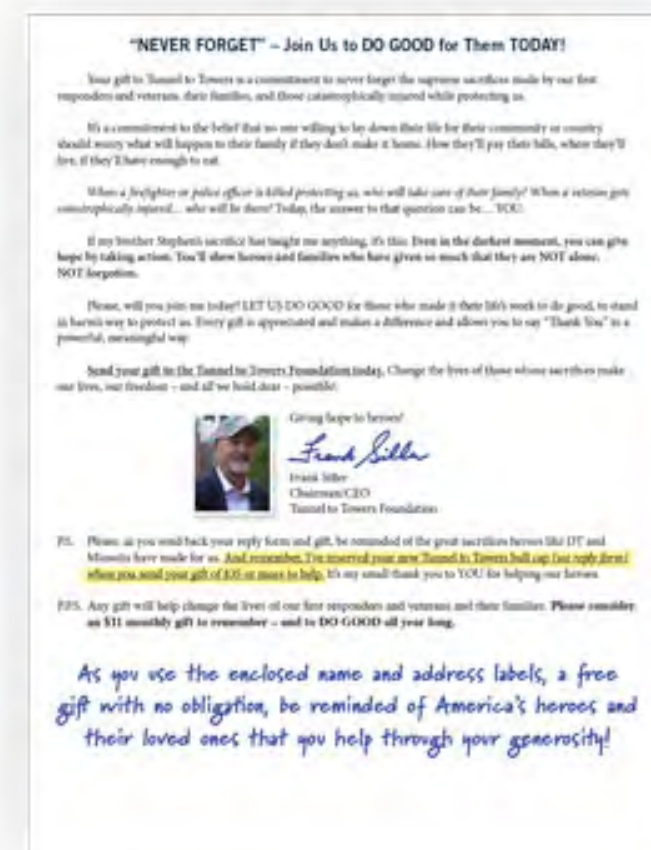 "NEVER FORGET" – Join Us to DO GOOD for Them TODAY!
Your gift to Tunnel to Towers is a commitment to never forget the supreme sacrifices made by our first
responders and veterans, their families, and those catastrophically injured while protecting us.
It's a commitment to the belief that no one willing to lay down their life for their community or country
should worry what will happen to their family if they don't make it home. How they'll pay their bills, where they'll
live, if they'll have enough to eat.
When a firefighter or police officer is killed protecting us, who will take care of their family? When a veteran gets
catastrophically injured… who will be there? Today, the answer to that question can be… YOU.
If my brother Stephen's sacrifice has taught me anything, it's this: Even in the darkest moment, you can give
hope by taking action. You'll show heroes and families who have given so much that they are NOT alone.
NOT forgotten.
Please, will you join me today? LET US DO GOOD for those who made it their life's work to do good, to stand
in harm's way to protect us. Every gift is appreciated and makes a difference and allows you to say "Thank You" in a
powerful, meaningful way.
Send your gift to the Tunnel to Towers Foundation today. Change the lives of those whose sacrifices make
our lives, our freedom – and all we hold dear – possible!
Giving hope to heroes!
Frank Siller
Frank Siller
Chairman/CEO
Tunnel to Towers Foundation
P.S. Please, as you send back your reply form and gift, be reminded of the great sacrifices heroes like DT and
have made for us. And remember, I've reserved your new Tunnel to Towers ball cap (see reply form)
when you send your gift of $35 or more to help. It's my small thank you to YOU for helping our heroes.
P.P.S. Any gift will help change the lives of our first responders and veterans and their families. Please consider
an $11 monthly gift to remember – and to DO GOOD all year long.
As you use the enclosed name and address labels, a free
gift with no obligation, be reminded of America's heroes and
their loved ones that you help through your generosity!